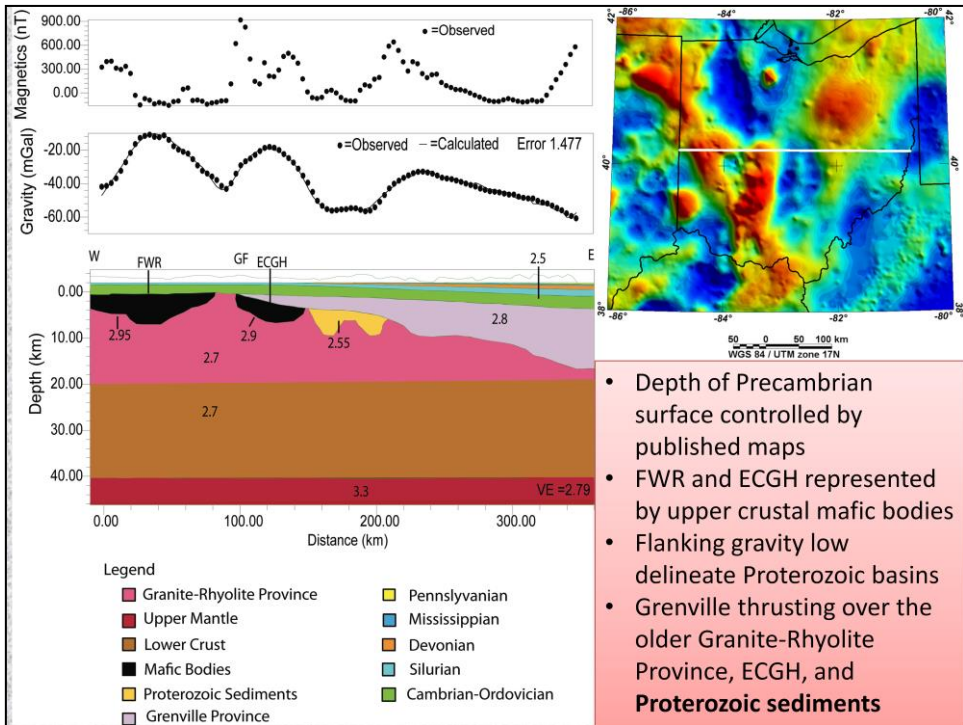 900.00
600.00
300.00
0.00
Magnetics (nT)
=Observed
-20.00
-40.00
-60.00
Gravity (mGal)
=Observed —=Calculated Error 1.477
W FWR GF ECGH E
2.5
0.00
10.00
20.00
30.00
40.00
Depth (km)
2.95
2.9
2.55
2.8
2.7
2.7
3.3
VE =2.79
0.00 100.00 200.00 300.00
Distance (km)
Legend
Granite-Rhyolite Province
Upper Mantle
Lower Crust
Mafic Bodies
Proterozoic Sediments
Grenville Province
Pennslyvanian
Mississippian
Devonian
Silurian
Cambrian-Ordovician
42° -84° -82° 42°
40° 40°
38° 38°
-86° -84° -82° -80°
50 0 50 100 km
WGS 84 / UTM zone 17N
• Depth of Precambrian
surface controlled by
published maps
• FWR and ECGH represented
by upper crustal mafic bodies
• Flanking gravity low
delineate Proterozoic basins
• Grenville thrusting over the
older Granite-Rhyolite
Province, ECGH, and
Proterozoic sediments